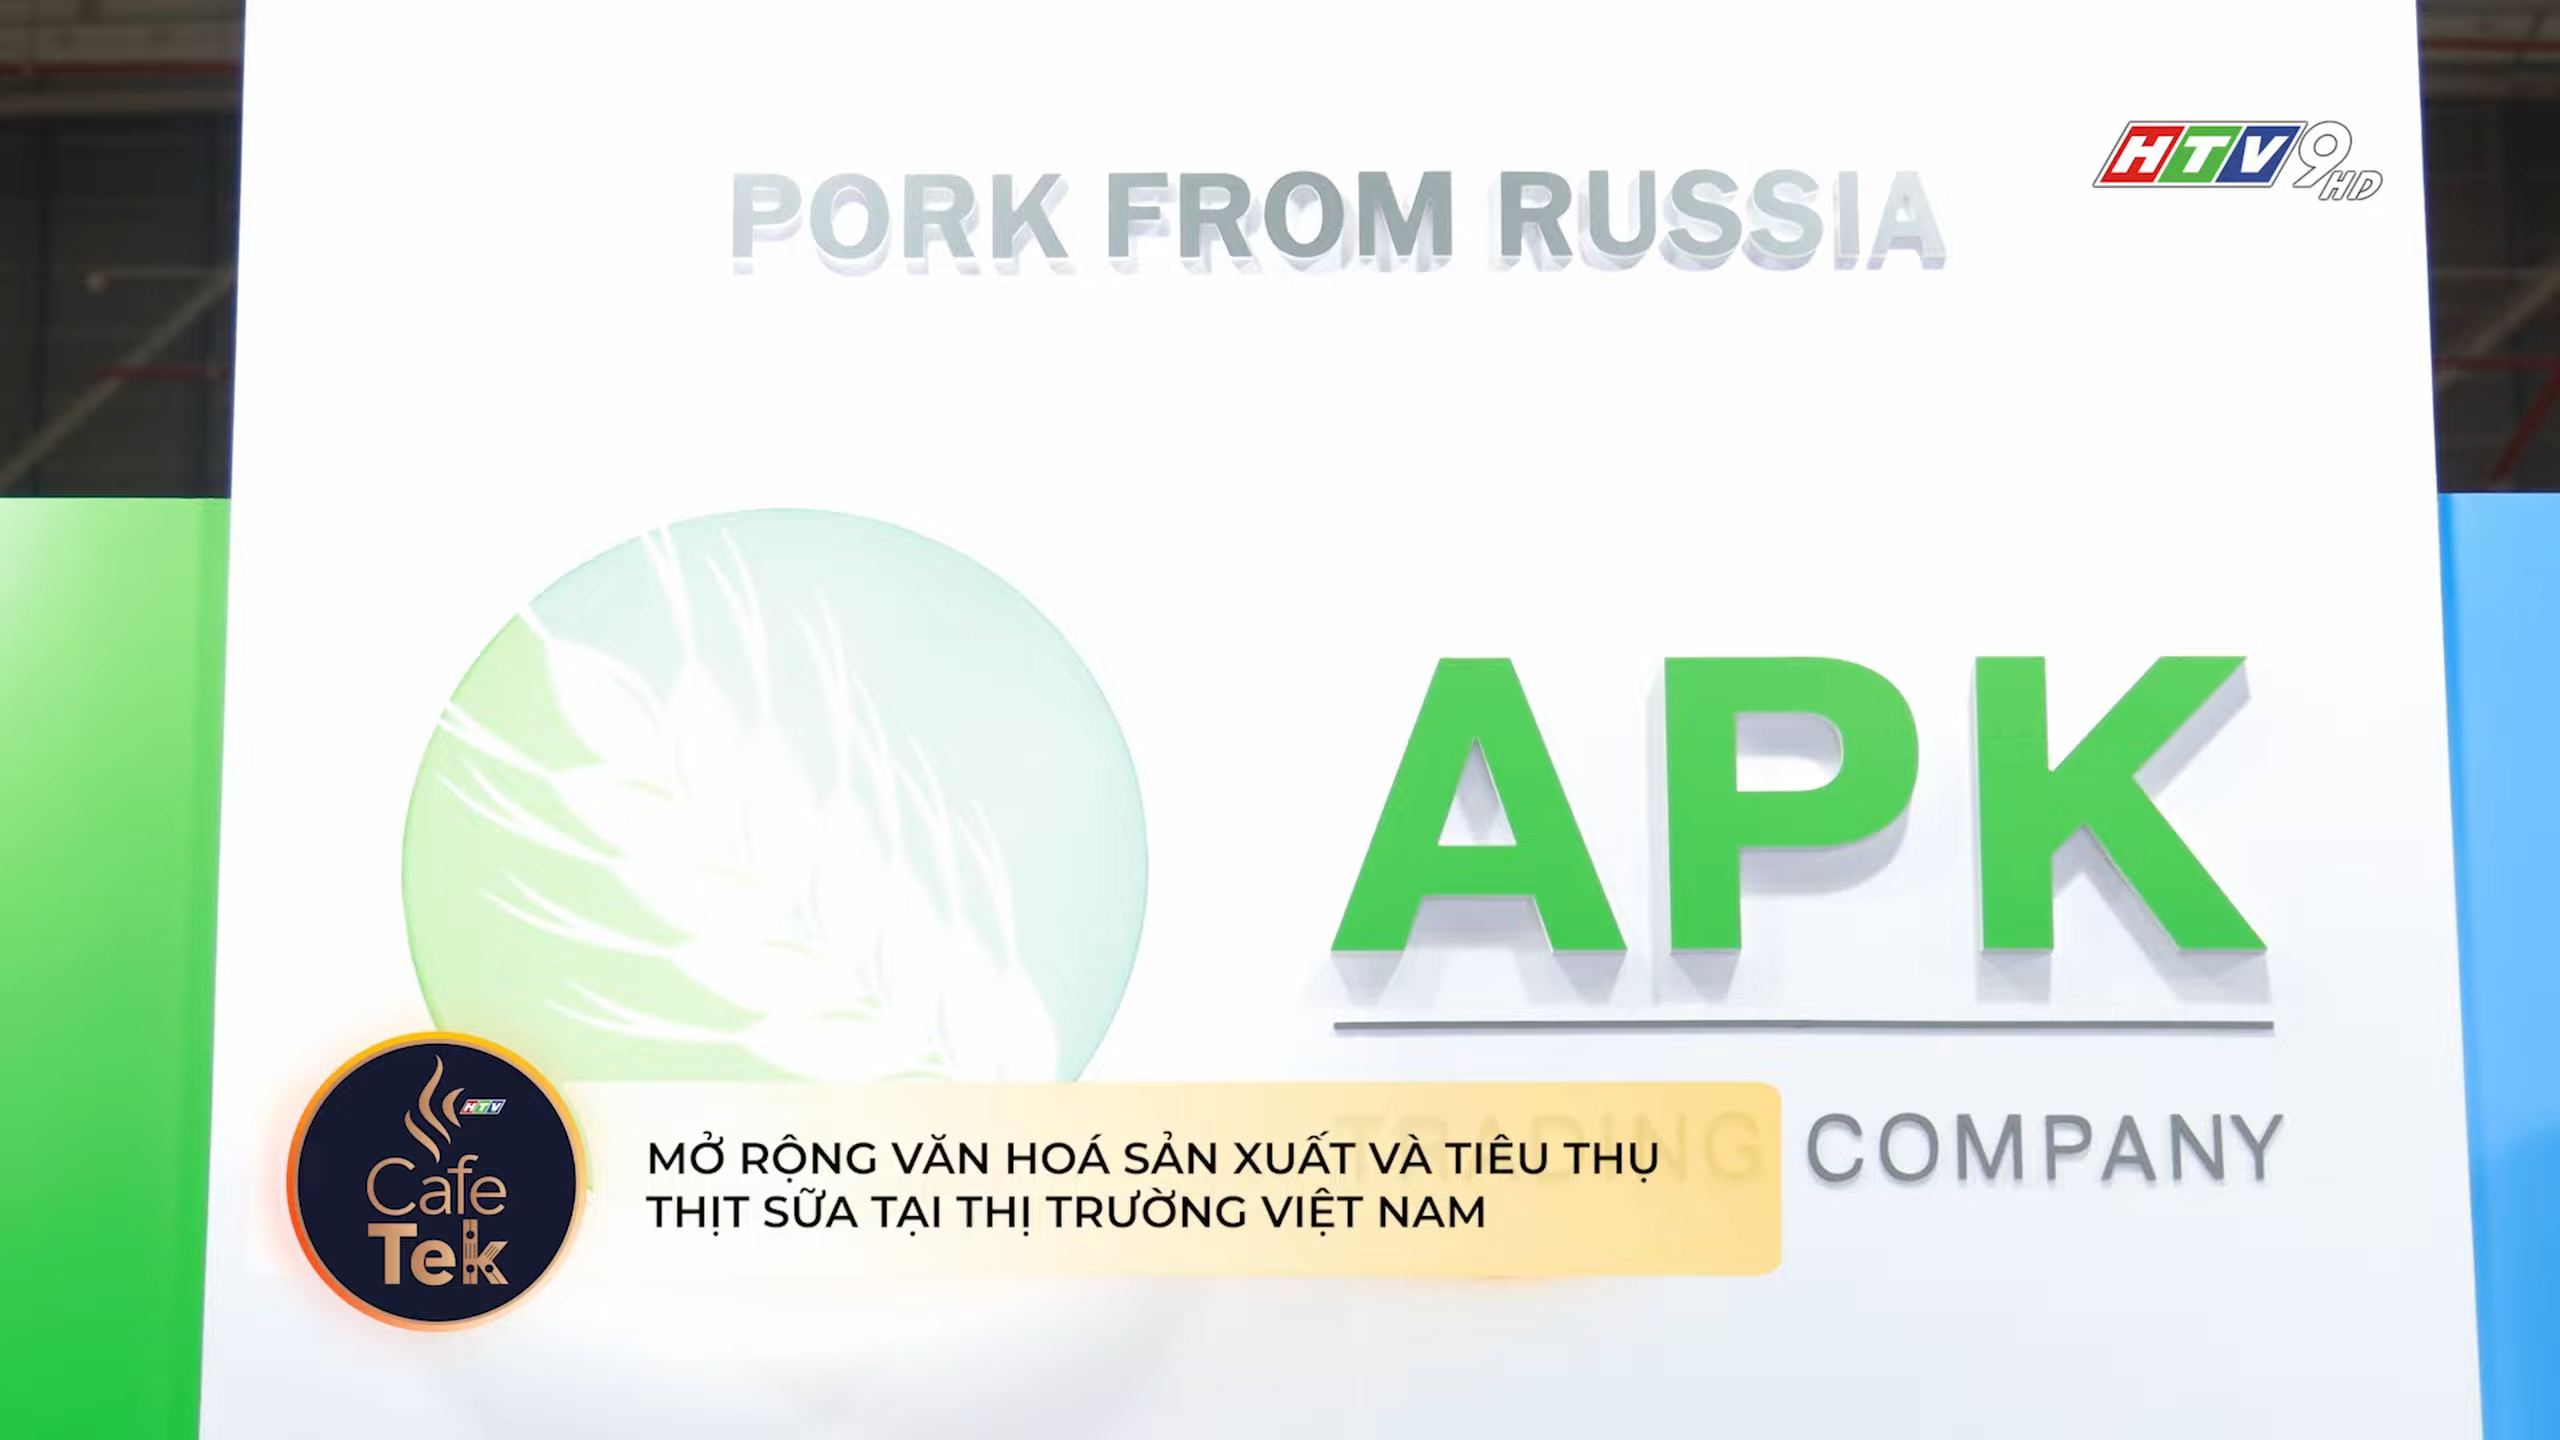 PORK FROM RUSSIA
HTV9
HD
APK
TRADING COMPANY
HTV
Cafe
Tek
MỞ RỘNG VĂN HOÁ SẢN XUẤT VÀ TIÊU THỤ
THỊT SỮA TẠI THỊ TRƯỜNG VIỆT NAM